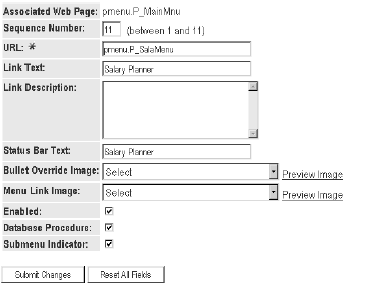 Associated Web Page: pmenu.P_MainMnu
Sequence Number: 11 (between 1 and 11)
URL: * pmenu.P_SalaMenu
Link Text: Salary Planner
Link Description:
Status Bar Text: Salary Planner
Bullet Override Image: Select Preview Image
Menu Link Image: Select Preview Image
Enabled:
Database Procedure:
Submenu Indicator:
Submit Changes Reset All Fields